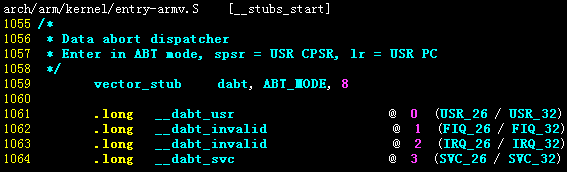 arch/arm/kernel/entry-armv.S [__stubs_start]
1055 /*
1056 * Data abort dispatcher
1057 * Enter in ABT mode, spsr = USR CPSR, lr = USR PC
1058 */
1059 vector_stub dabt, ABT_MODE, 8
1060
1061 .long __dabt_usr @ 0 (USR_26 / USR_32)
1062 .long __dabt_invalid @ 1 (FIQ_26 / FIQ_32)
1063 .long __dabt_invalid @ 2 (IRQ_26 / IRQ_32)
1064 .long __dabt_svc @ 3 (SVC_26 / SVC_32)